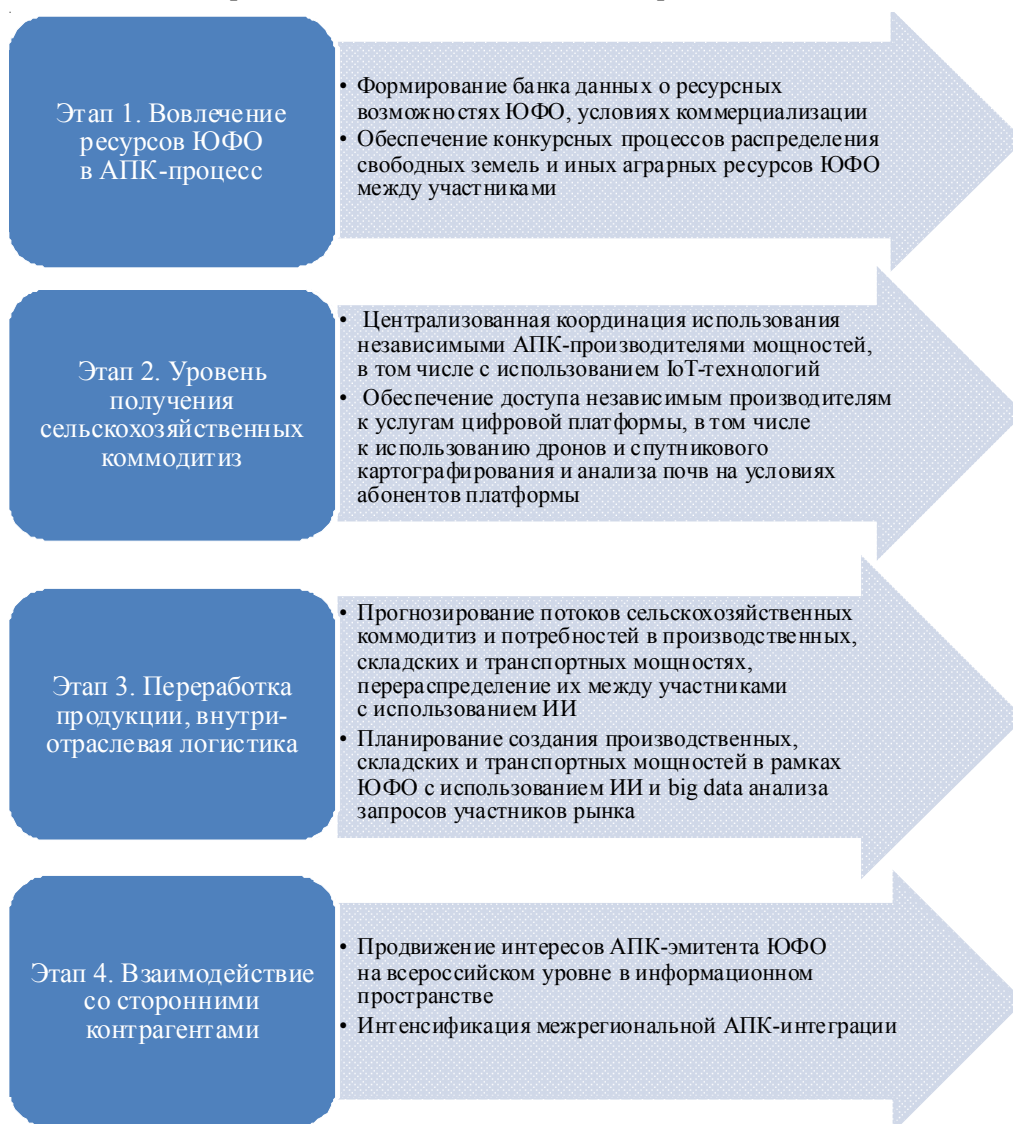 Этап 1. Вовлечение
ресурсов ЮФО
в АПК-процесс
• Формирование банка данных о ресурсных
возможностях ЮФО, условиях коммерциализации
• Обеспечение конкурсных процессов распределения
свободных земель и иных аграрных ресурсов ЮФО
между участниками
Этап 2. Уровень
получения
сельскохозяйственных
коммодитиз
• Централизованная координация использования
независимыми АПК-производителями мощностей,
в том числе с использованием IoT-технологий
• Обеспечение доступа независимым производителям
к услугам цифровой платформы, в том числе
к использованию дронов и спутникового
картографирования и анализа почв на условиях
абонентов платформы
Этап 3. Переработка
продукции, внутри-
отраслевая логистика
• Прогнозирование потоков сельскохозяйственных
коммодитиз и потребностей в производственных,
складских и транспортных мощностях,
перераспределение их между участниками
с использованием ИИ
• Планирование создания производственных,
складских и транспортных мощностей в рамках
ЮФО с использованием ИИ и big data анализа
запросов участников рынка
Этап 4. Взаимодействие
со сторонними
контрагентами
• Продвижение интересов АПК-эмитента ЮФО
на всероссийском уровне в информационном
пространстве
• Интенсификация межрегиональной АПК-интеграции